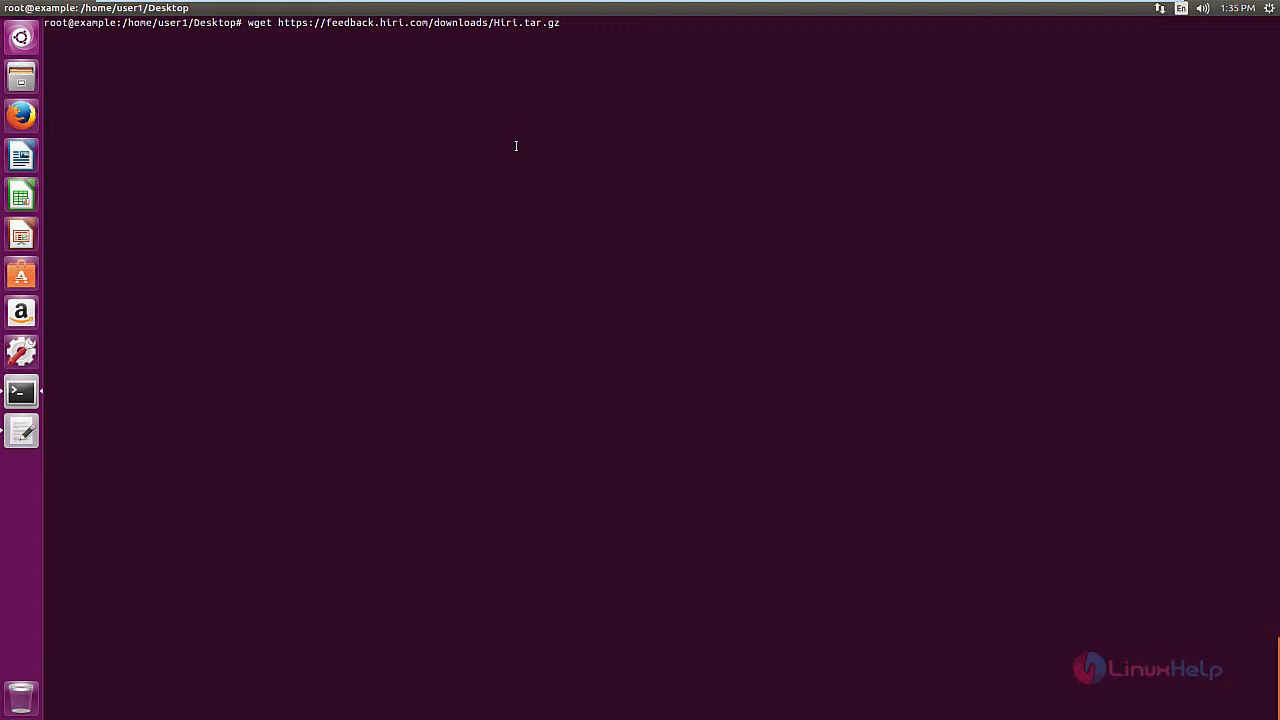 root@example: /home/user1/Desktop
En
1:35 PM
root@example:/home/user1/Desktop# wget https://feedback.hiri.com/downloads/Hiri.tar.gz
A
a
>_
LinuxHelp